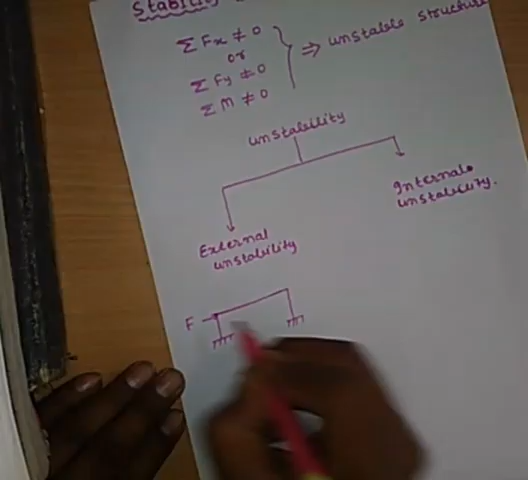 Stability
ΣFx ≠ 0
or
ΣFy ≠ 0
ΣM ≠ 0
⇒ unstable structure
unstability
External
unstability
Internal
unstability.
F